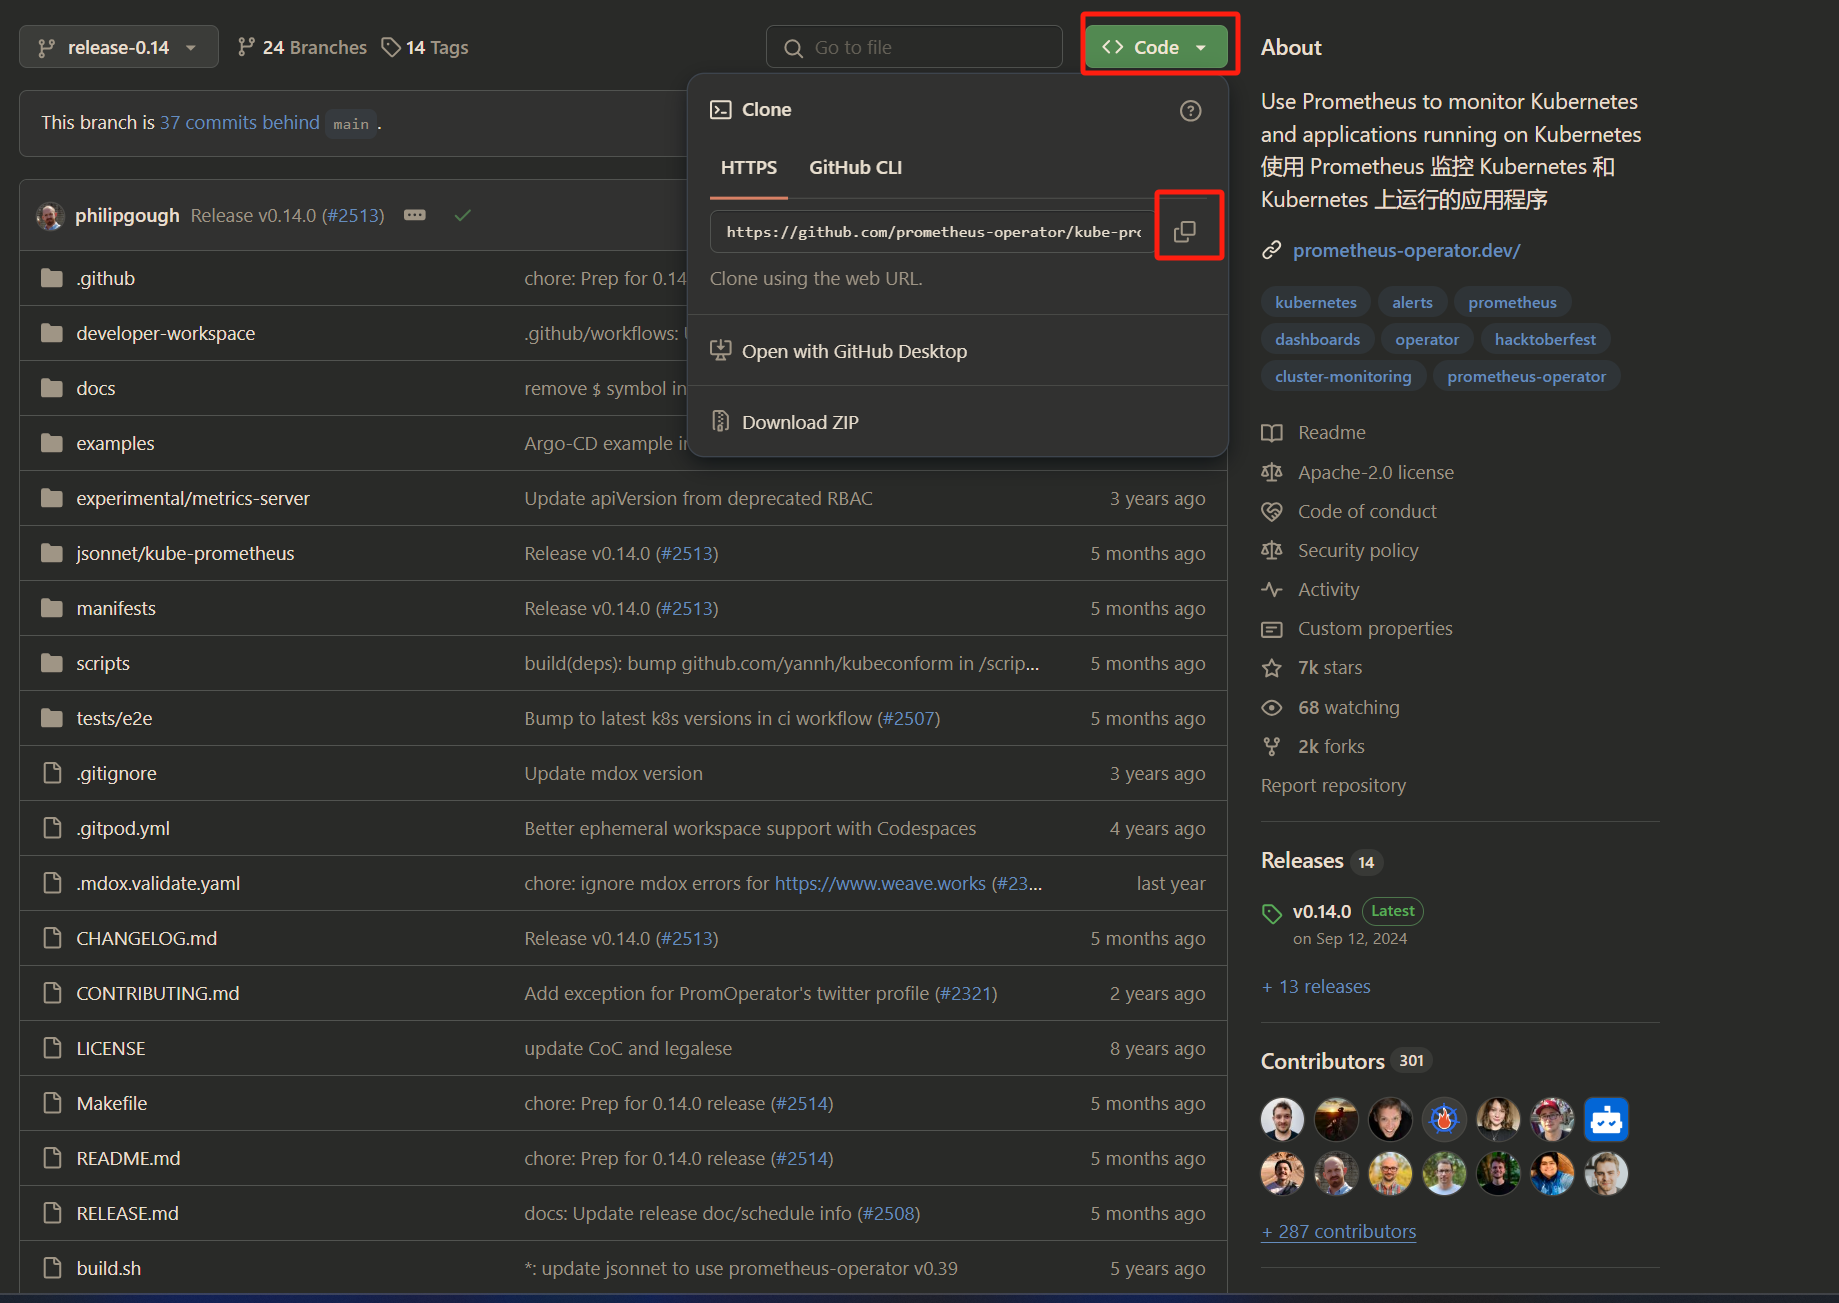 release-0.14
24 Branches
14 Tags
Go to file
Code
This branch is 37 commits behind main .
Clone
HTTPS
GitHub CLI
https://github.com/prometheus-operator/kube-pro
Clone using the web URL.
Open with GitHub Desktop
Download ZIP
philipgough Release v0.14.0 (#2513)
.github chore: Prep for 0.14
developer-workspace .github/workflows:
docs remove $ symbol in
examples Argo-CD example
experimental/metrics-server Update apiVersion from deprecated RBAC 3 years ago
jsonnet/kube-prometheus Release v0.14.0 (#2513) 5 months ago
manifests Release v0.14.0 (#2513) 5 months ago
scripts build(deps): bump github.com/yannh/kubeconform in /scrip... 5 months ago
tests/e2e Bump to latest k8s versions in ci workflow (#2507) 5 months ago
.gitignore Update mdox version 3 years ago
.gitpod.yml Better ephemeral workspace support with Codespaces 4 years ago
.mdox.validate.yaml chore: ignore mdox errors for https://www.weave.works (#23... last year
CHANGELOG.md Release v0.14.0 (#2513) 5 months ago
CONTRIBUTING.md Add exception for PromOperator's twitter profile (#2321) 2 years ago
LICENSE update CoC and legalese 8 years ago
Makefile chore: Prep for 0.14.0 release (#2514) 5 months ago
README.md chore: Prep for 0.14.0 release (#2514) 5 months ago
RELEASE.md docs: Update release doc/schedule info (#2508) 5 months ago
build.sh *: update jsonnet to use prometheus-operator v0.39 5 years ago
About
Use Prometheus to monitor Kubernetes
and applications running on Kubernetes
使用 Prometheus 监控 Kubernetes 和
Kubernetes 上运行的应用程序
prometheus-operator.dev/
kubernetes alerts prometheus
dashboards operator hacktoberfest
cluster-monitoring prometheus-operator
Readme
Apache-2.0 license
Code of conduct
Security policy
Activity
Custom properties
7k stars
68 watching
2k forks
Report repository
Releases 14
v0.14.0 Latest
on Sep 12, 2024
+ 13 releases
Contributors 301
+ 287 contributors